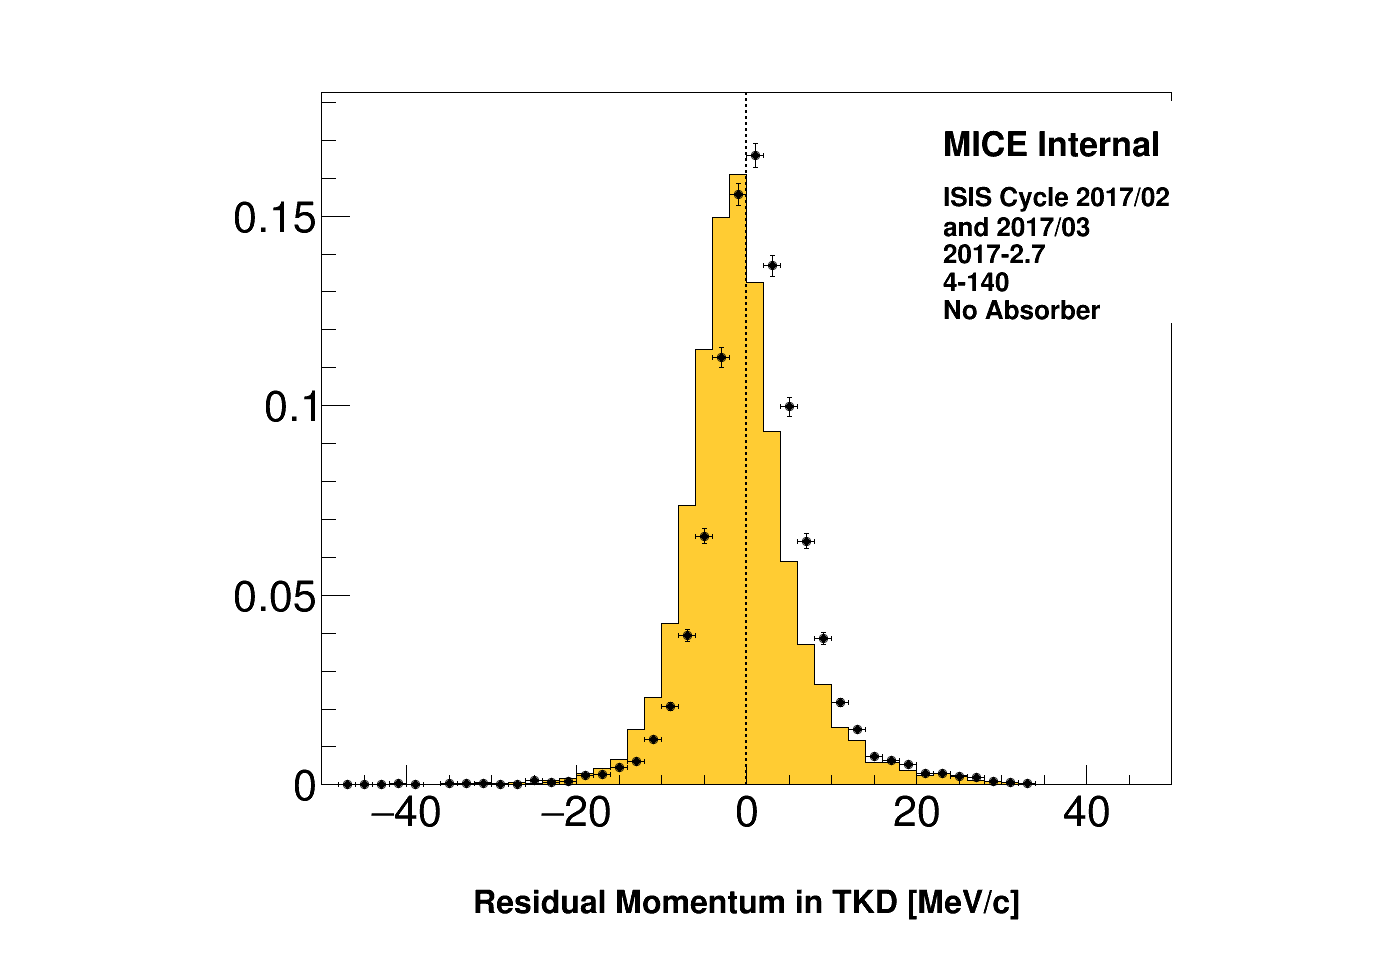 MICE Internal
ISIS Cycle 2017/02
and 2017/03
2017-2.7
4-140
No Absorber
0.15
0.1
0.05
0
−40 −20 0 20 40
Residual Momentum in TKD [MeV/c]